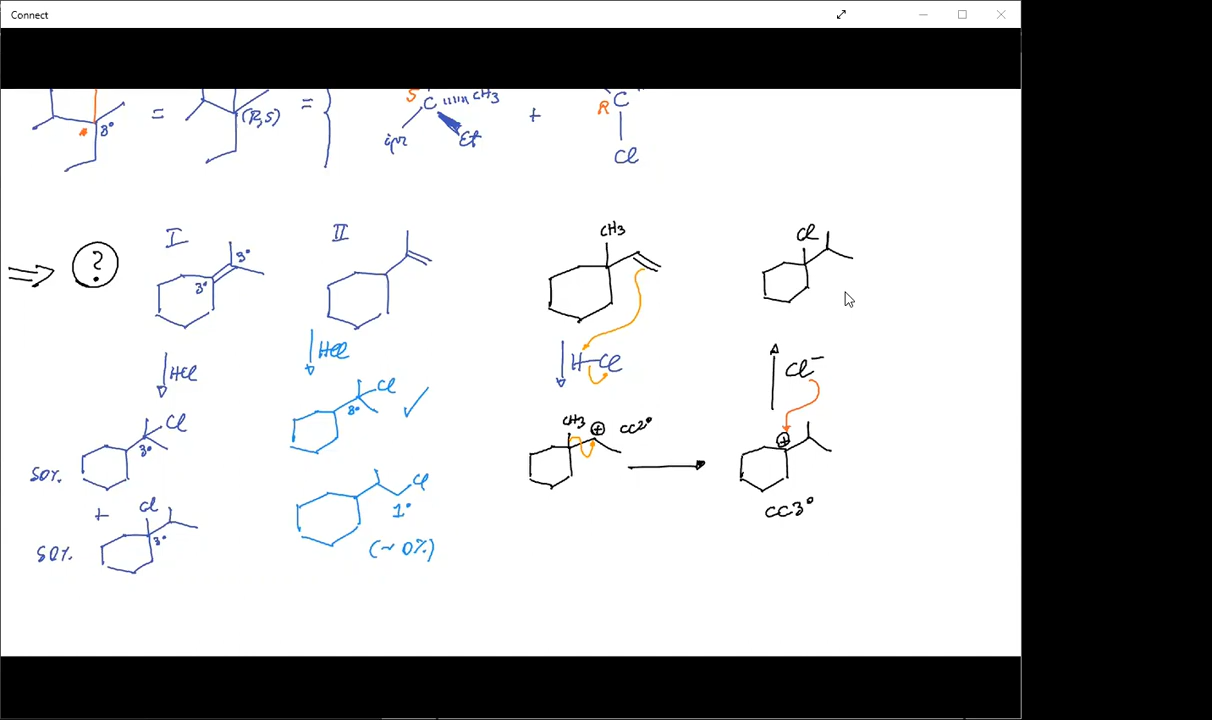 Connect
S C CH3
= 3° = (R,S) =
ipr Et
+
R C
Cl
⇒ ? I II
3° 3°
CH3
Cl
HCl
HCl
H-Cl
Cl⁻
Cl 3°
50%
+
Cl 3°
50%
Cl 3° ✓
Cl 1°
(~0%)
CH3 ⊕ CC2°
⊕
CC3°